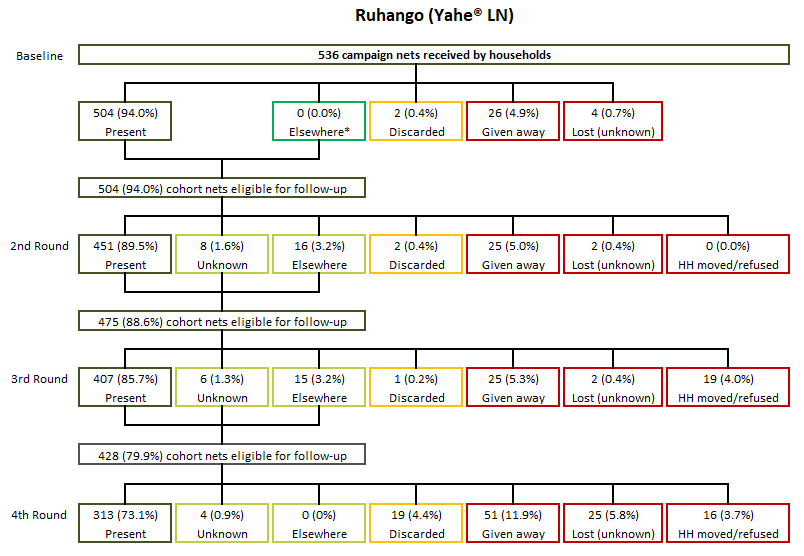 Ruhango (Yahe® LN)
Baseline
536 campaign nets received by households
504 (94.0%)
Present
0 (0.0%)
Elsewhere*
2 (0.4%)
Discarded
26 (4.9%)
Given away
4 (0.7%)
Lost (unknown)
504 (94.0%) cohort nets eligible for follow-up
2nd Round
451 (89.5%)
Present
8 (1.6%)
Unknown
16 (3.2%)
Elsewhere
2 (0.4%)
Discarded
25 (5.0%)
Given away
2 (0.4%)
Lost (unknown)
0 (0.0%)
HH moved/refused
475 (88.6%) cohort nets eligible for follow-up
3rd Round
407 (85.7%)
Present
6 (1.3%)
Unknown
15 (3.2%)
Elsewhere
1 (0.2%)
Discarded
25 (5.3%)
Given away
2 (0.4%)
Lost (unknown)
19 (4.0%)
HH moved/refused
428 (79.9%) cohort nets eligible for follow-up
4th Round
313 (73.1%)
Present
4 (0.9%)
Unknown
0 (0%)
Elsewhere
19 (4.4%)
Discarded
51 (11.9%)
Given away
25 (5.8%)
Lost (unknown)
16 (3.7%)
HH moved/refused